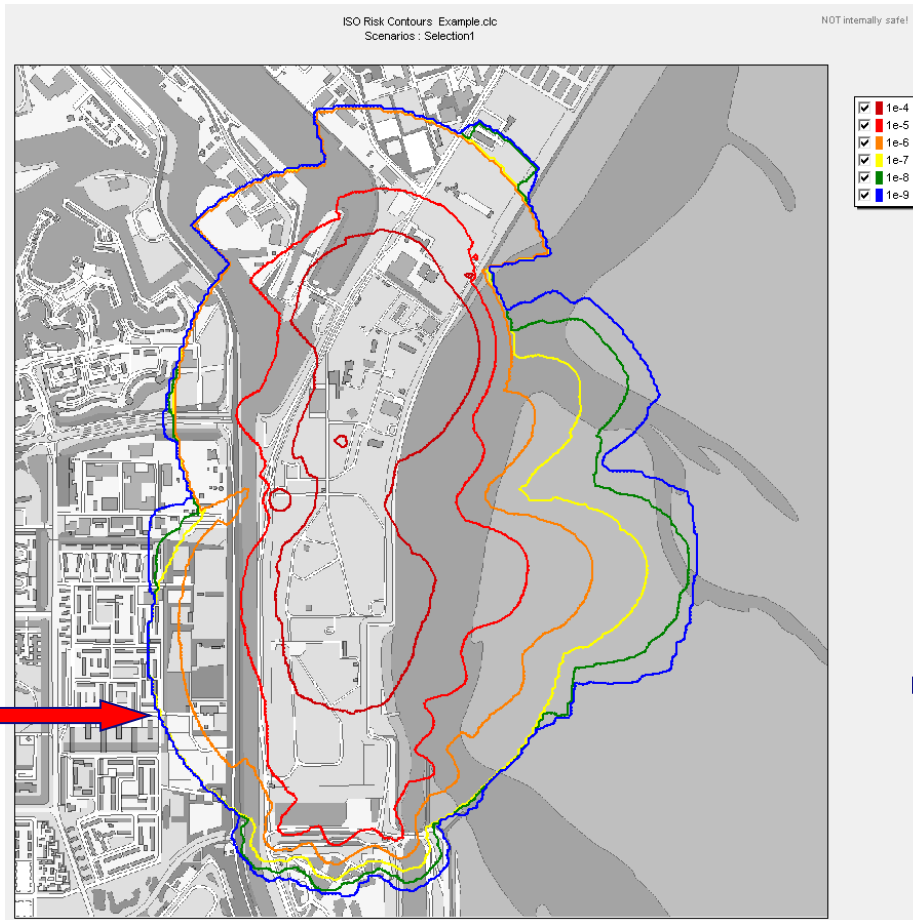 ISO Risk Contours Example.clc
Scenarios : Selection1
NOT internally safe!
1e-4
1e-5
1e-6
1e-7
1e-8
1e-9